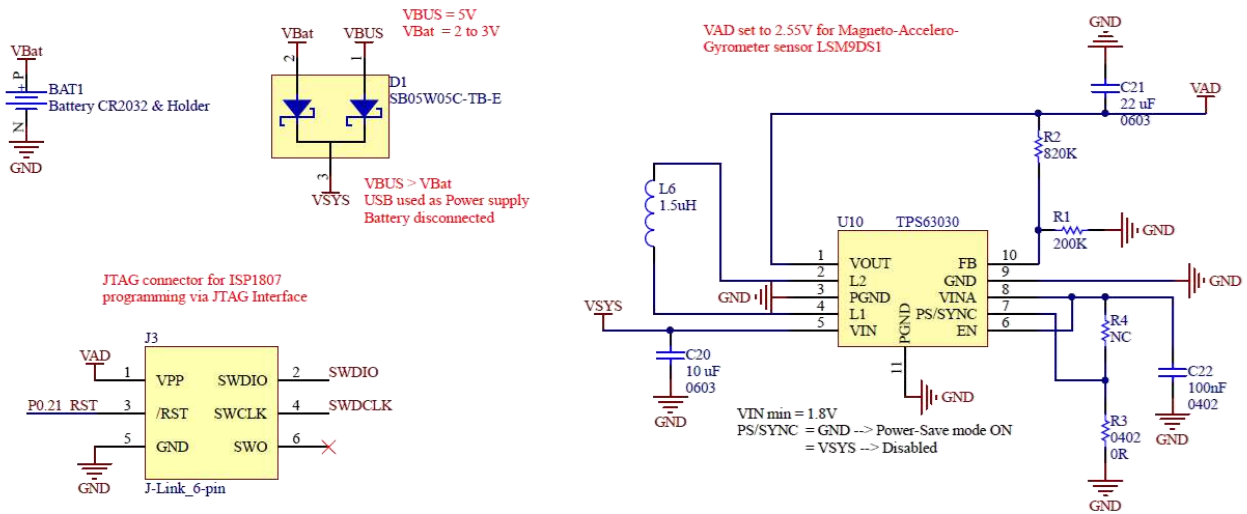 VBat
P
+
BAT1
Battery CR2032 & Holder
N
GND
VBUS = 5V
VBat = 2 to 3V
VBat
VBUS
2
1
D1
SB05W05C-TB-E
3
VSYS
VBUS > VBat
USB used as Power supply
Battery disconnected
JTAG connector for ISP1807
programming via JTAG Interface
J3
VAD
1
VPP
SWDIO
2
SWDIO
P0.21_RST
3
/RST
SWCLK
4
SWDCLK
5
GND
SWO
6
GND
J-Link_6-pin
VAD set to 2.55V for Magneto-Accelero-
Gyrometer sensor LSM9DS1
GND
C21
22 uF
0603
VAD
R2
820K
L6
1.5uH
R1
200K
GND
U10
TPS63030
1
VOUT
FB
10
2
L2
GND
9
GND
GND
3
PGND
VINA
8
4
L1
PS/SYNC
7
VSYS
5
VIN
EN
6
PGND
11
GND
C20
10 uF
0603
GND
R4
NC
C22
100nF
0402
GND
R3
0402
0R
GND
VIN min = 1.8V
PS/SYNC = GND --> Power-Save mode ON
= VSYS --> Disabled